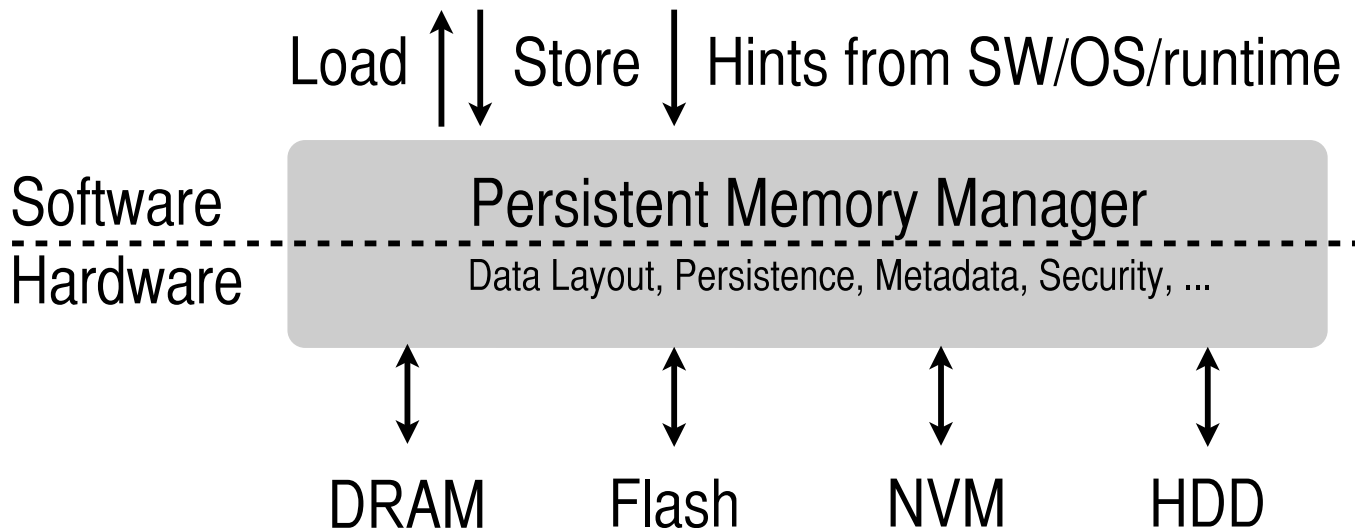 Load Store Hints from SW/OS/runtime
Software
Persistent Memory Manager
Hardware
Data Layout, Persistence, Metadata, Security, ...
DRAM Flash NVM HDD